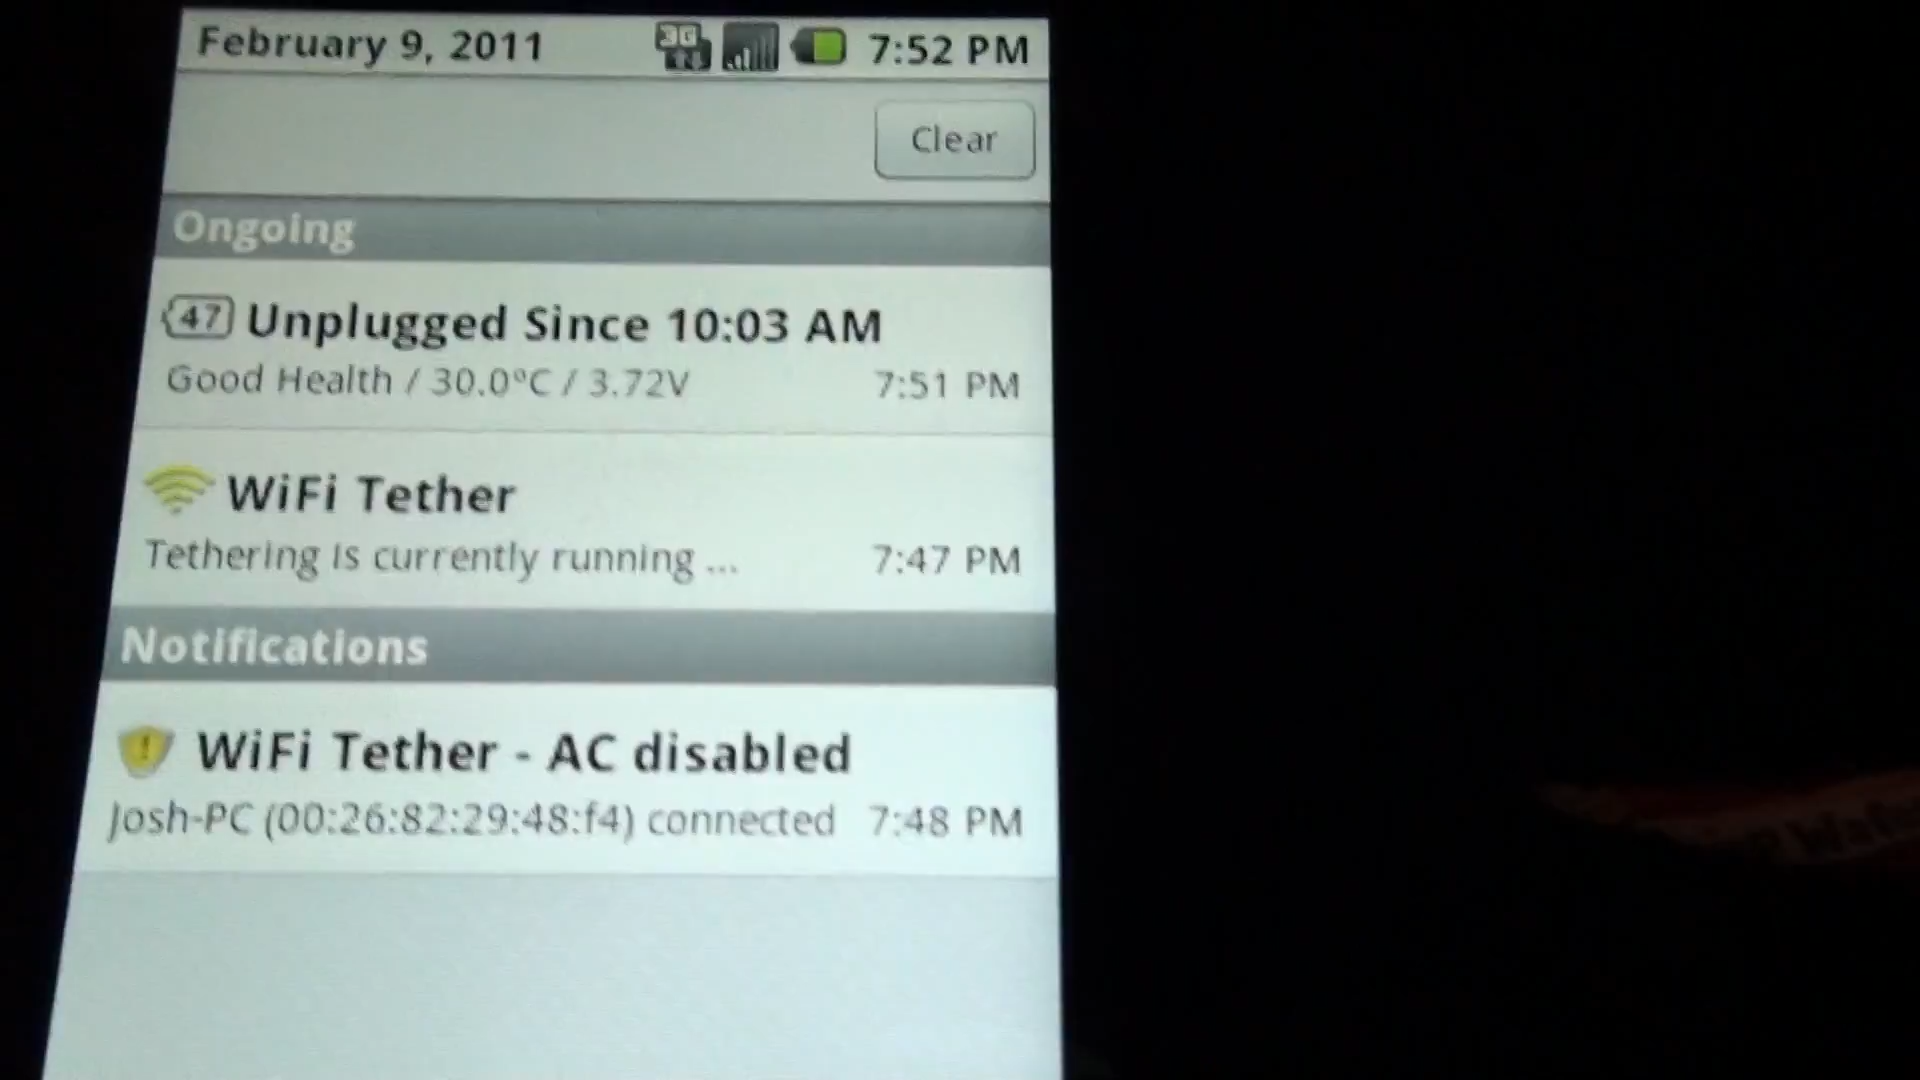 February 9, 2011 3G 7:52 PM
Clear
Ongoing
47 Unplugged Since 10:03 AM
Good Health / 30.0°C / 3.72V 7:51 PM
WiFi Tether
Tethering is currently running ... 7:47 PM
Notifications
! WiFi Tether - AC disabled
Josh-PC (00:26:82:29:48:f4) connected 7:48 PM